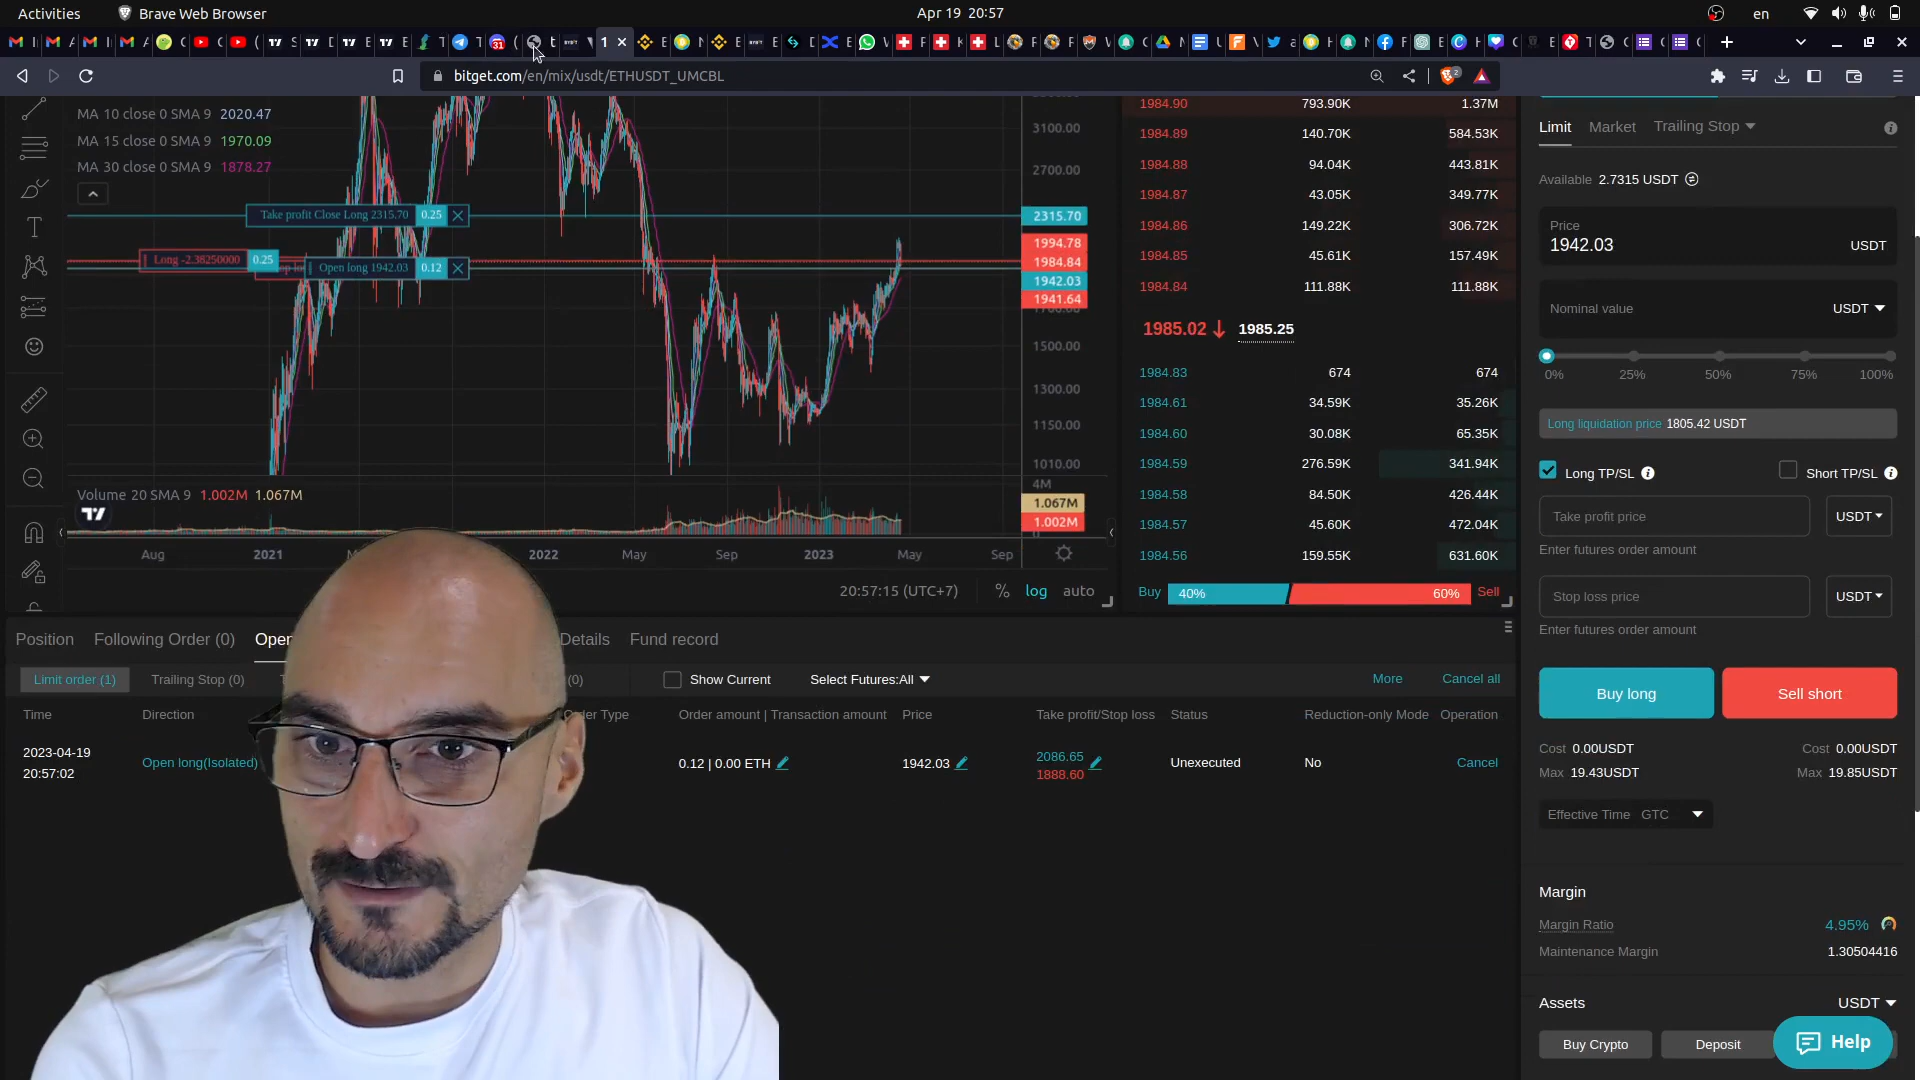 Activities
Brave Web Browser
Apr 19 20:57
en
31
1
bitget.com/en/mix/usdt/ETHUSDT_UMCBL
2
MA 10 close 0 SMA 9 2020.47
MA 15 close 0 SMA 9 1970.09
MA 30 close 0 SMA 9 1878.27
3100.00
2700.00
Take profit Close Long 2315.70 0.25
2315.70
1994.78
Long -2.38250000 0.25
1984.84
Open long 1942.03 0.12
1942.03
1941.64
1500.00
1300.00
1150.00
1010.00
Volume 20 SMA 9 1.002M 1.067M
4M
1.067M
1.002M
Aug 2021 2022 May Sep 2023 May Sep
20:57:15 (UTC+7) % log auto
1984.90 793.90K 1.37M
1984.89 140.70K 584.53K
1984.88 94.04K 443.81K
1984.87 43.05K 349.77K
1984.86 149.22K 306.72K
1984.85 45.61K 157.49K
1984.84 111.88K 111.88K
1985.02 1985.25
1984.83 674 674
1984.61 34.59K 35.26K
1984.60 30.08K 65.35K
1984.59 276.59K 341.94K
1984.58 84.50K 426.44K
1984.57 45.60K 472.04K
1984.56 159.55K 631.60K
Buy 40% 60% Sell
Limit Market Trailing Stop
Available 2.7315 USDT
Price
1942.03 USDT
Nominal value USDT
0% 25% 50% 75% 100%
Long liquidation price 1805.42 USDT
Long TP/SL Short TP/SL
Take profit price USDT
Enter futures order amount
Stop loss price USDT
Enter futures order amount
Buy long Sell short
Cost 0.00USDT Cost 0.00USDT
Max 19.43USDT Max 19.85USDT
Effective Time GTC
Margin
Margin Ratio 4.95%
Maintenance Margin 1.30504416
Assets USDT
Buy Crypto Deposit
Help
Position Following Order (0) Details Fund record
Limit order (1) Trailing Stop (0) (0) Show Current Select Futures:All More Cancel all
Time Direction Type Order amount | Transaction amount Price Take profit/Stop loss Status Reduction-only Mode Operation
2023-04-19
20:57:02
Open long(Isolated) 0.12 | 0.00 ETH 1942.03 2086.65 Unexecuted No Cancel
1888.60